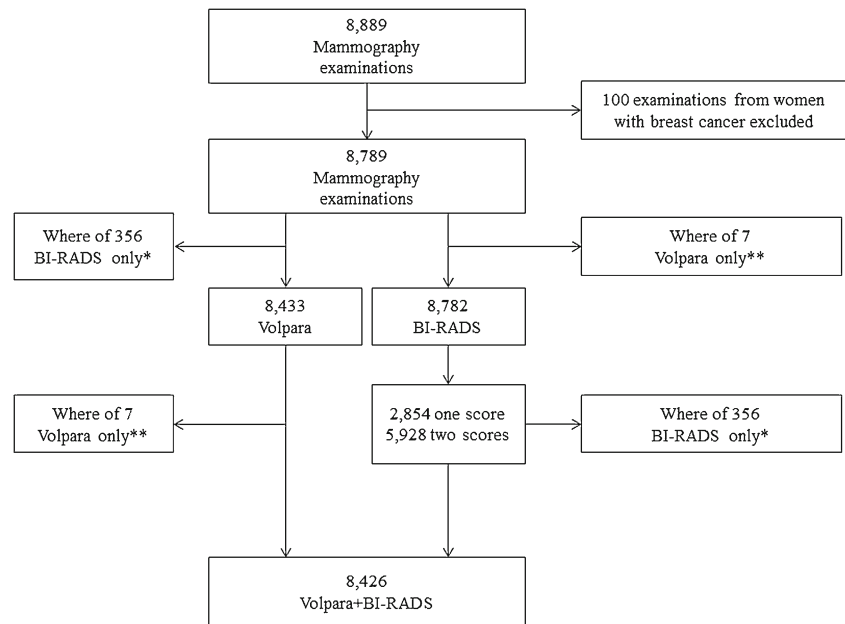 8,889
Mammography
examinations
100 examinations from women
with breast cancer excluded
8,789
Mammography
examinations
Where of 356
BI-RADS only*
Where of 7
Volpara only**
8,433
Volpara
8,782
BI-RADS
Where of 7
Volpara only**
2,854 one score
5,928 two scores
Where of 356
BI-RADS only*
8,426
Volpara+BI-RADS